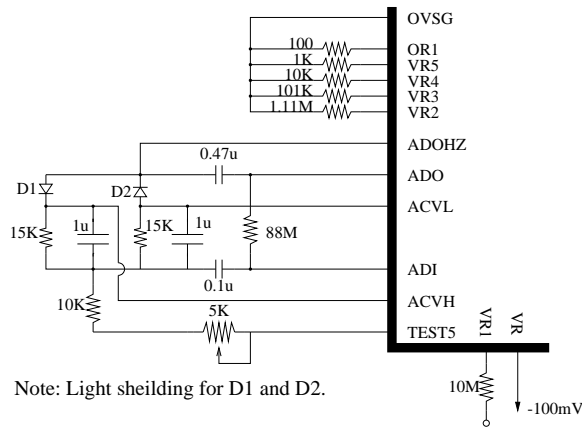 OVSG
100
OR1
1K
VR5
10K
VR4
101K
VR3
1.11M
VR2
ADOHZ
0.47u
D1
D2
ADO
ACVL
15K
1u
15K
1u
88M
ADI
0.1u
10K
5K
ACVH
TEST5
VR1
VR
10M
-100mV
Note: Light sheilding for D1 and D2.